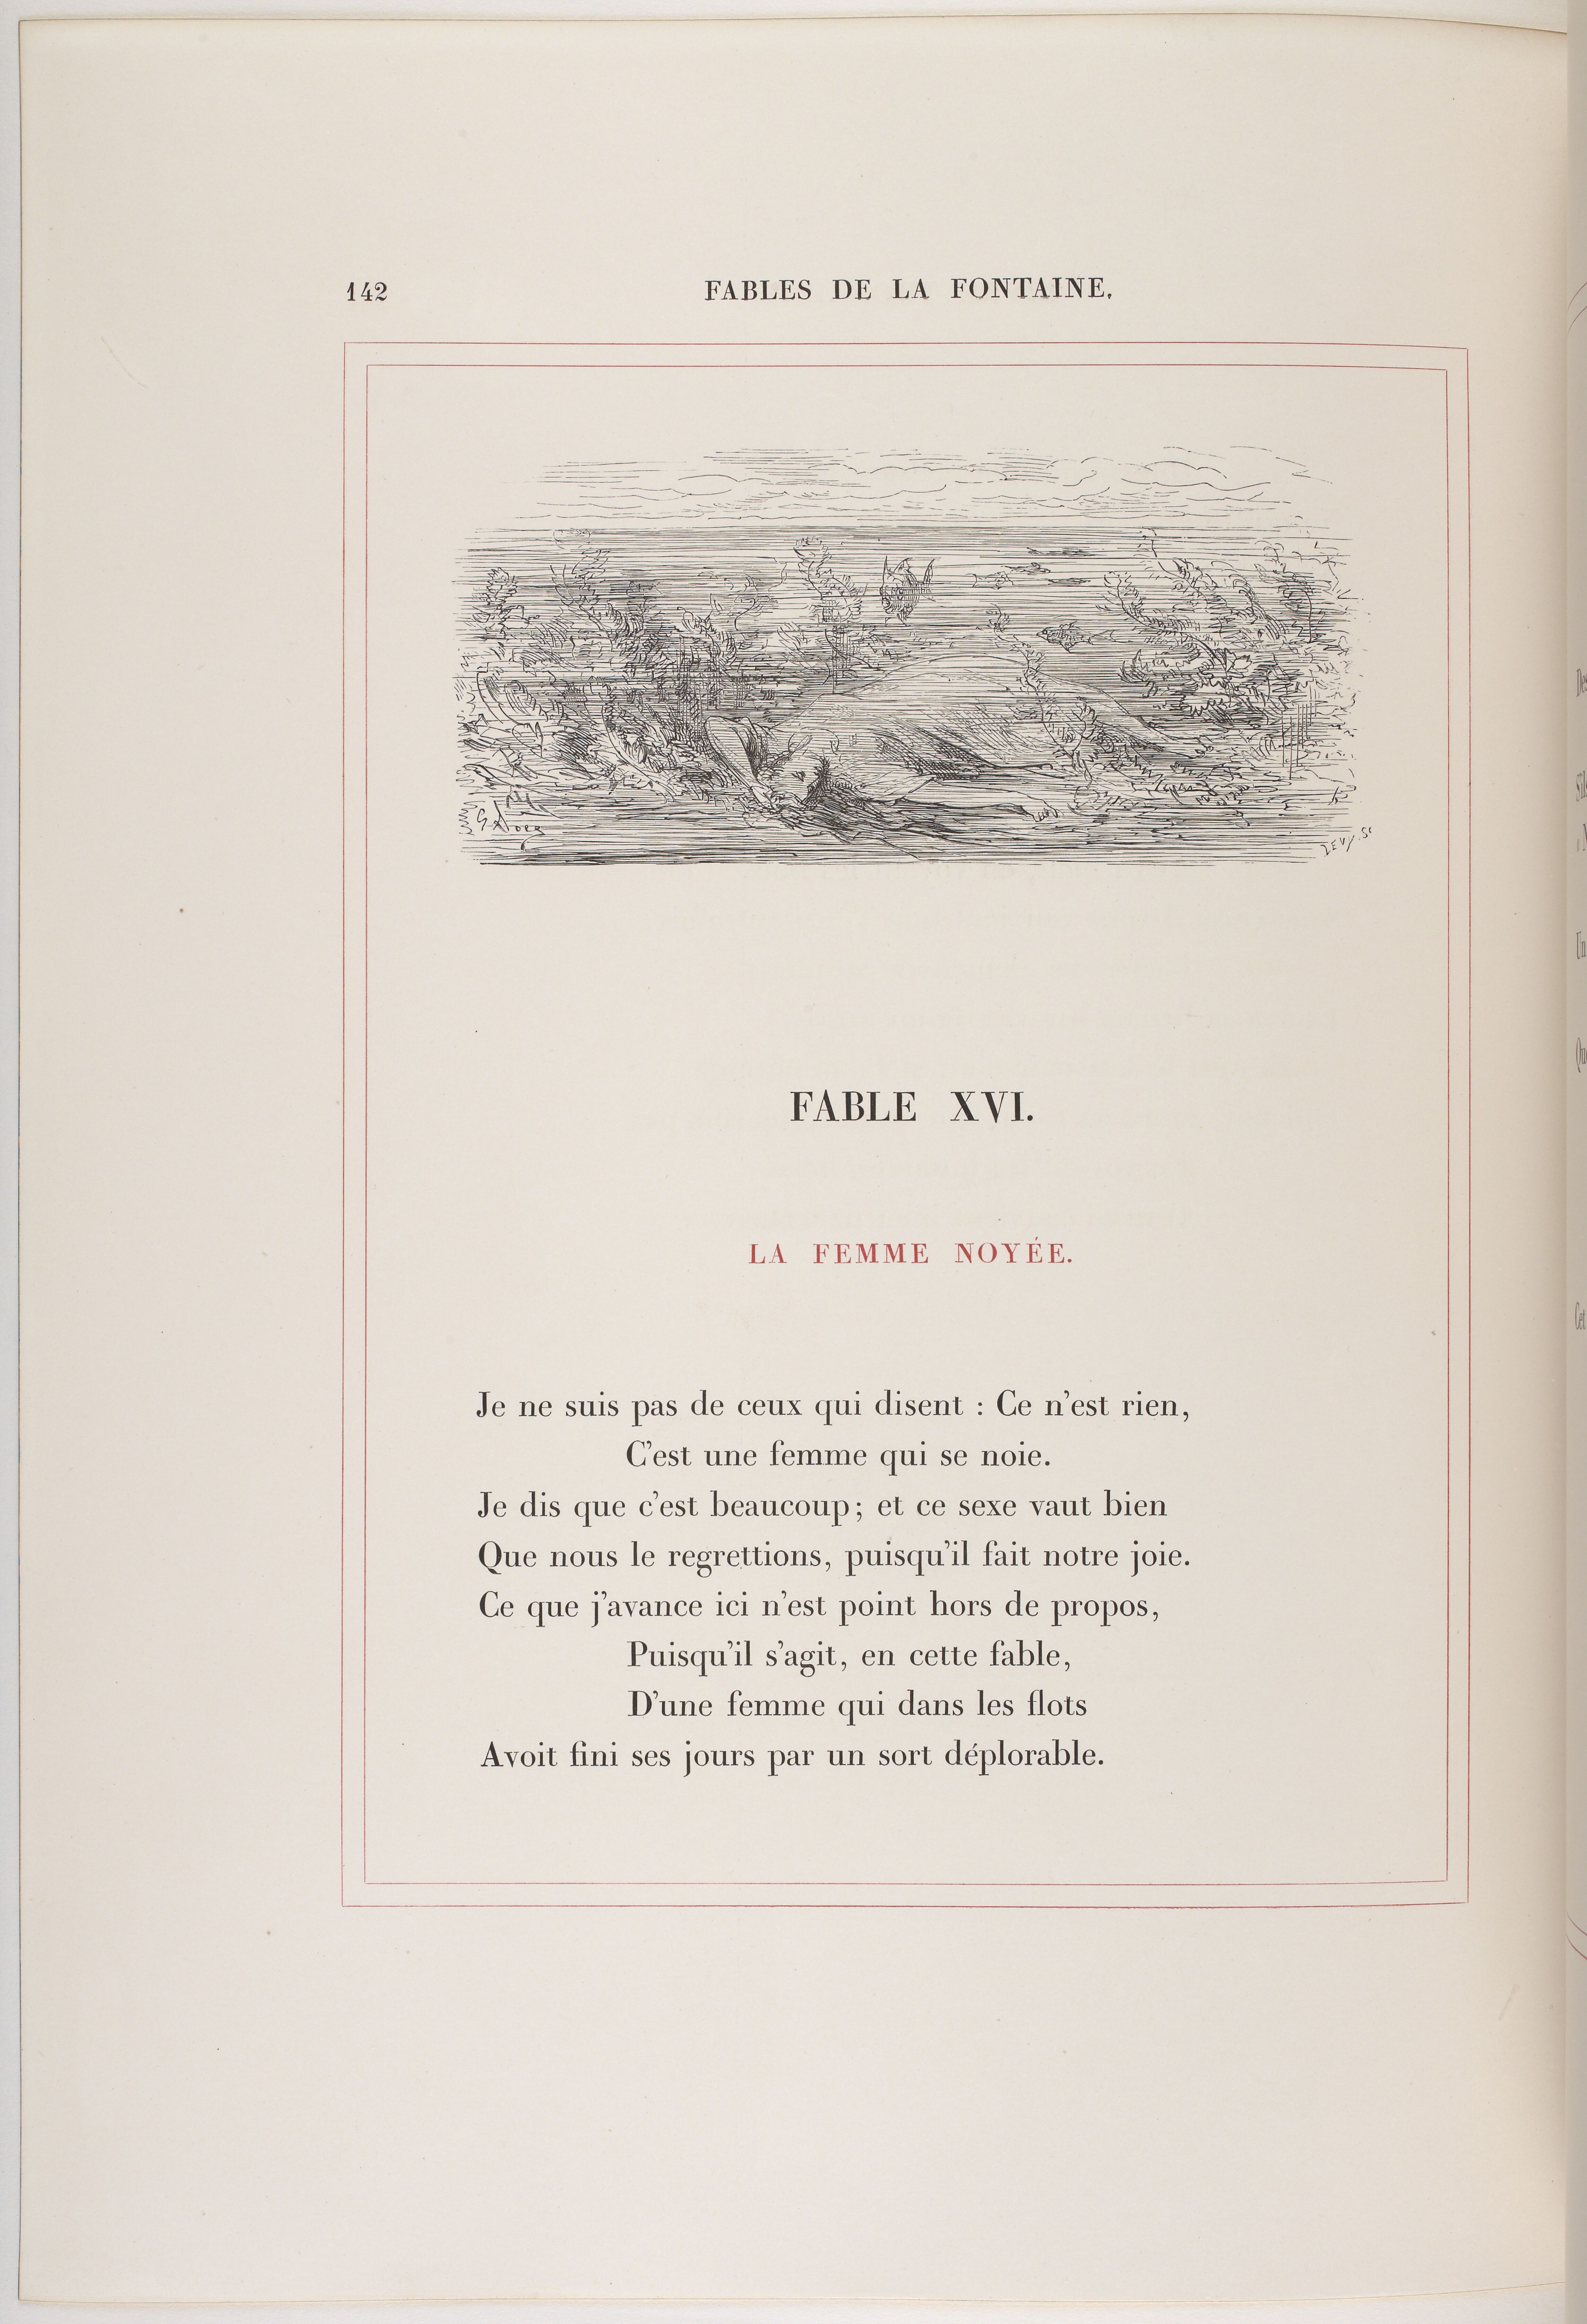 142
FABLES DE LA FONTAINE.
G. Doré
LEVY. Sc
FABLE XVI.
LA FEMME NOYÉE.
Je ne suis pas de ceux qui disent : Ce n'est rien,
C'est une femme qui se noie.
Je dis que c'est beaucoup ; et ce sexe vaut bien
Que nous le regrettions, puisqu'il fait notre joie.
Ce que j'avance ici n'est point hors de propos,
Puisqu'il s'agit, en cette fable,
D'une femme qui dans les flots
Avoit fini ses jours par un sort déplorable.